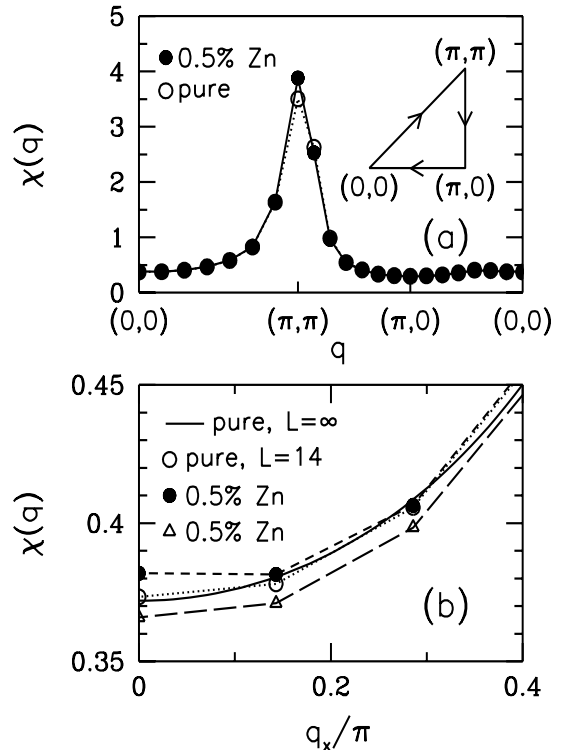 5
4
3
2
1
0
χ(q)
0.5% Zn
pure
(π,π)
(0,0)
(π,0)
(a)
(0,0)
(π,π)
(π,0)
(0,0)
q
0.45
0.4
0.35
χ(q)
pure, L=∞
pure, L=14
0.5% Zn
0.5% Zn
(b)
0
0.2
0.4
qₓ/π